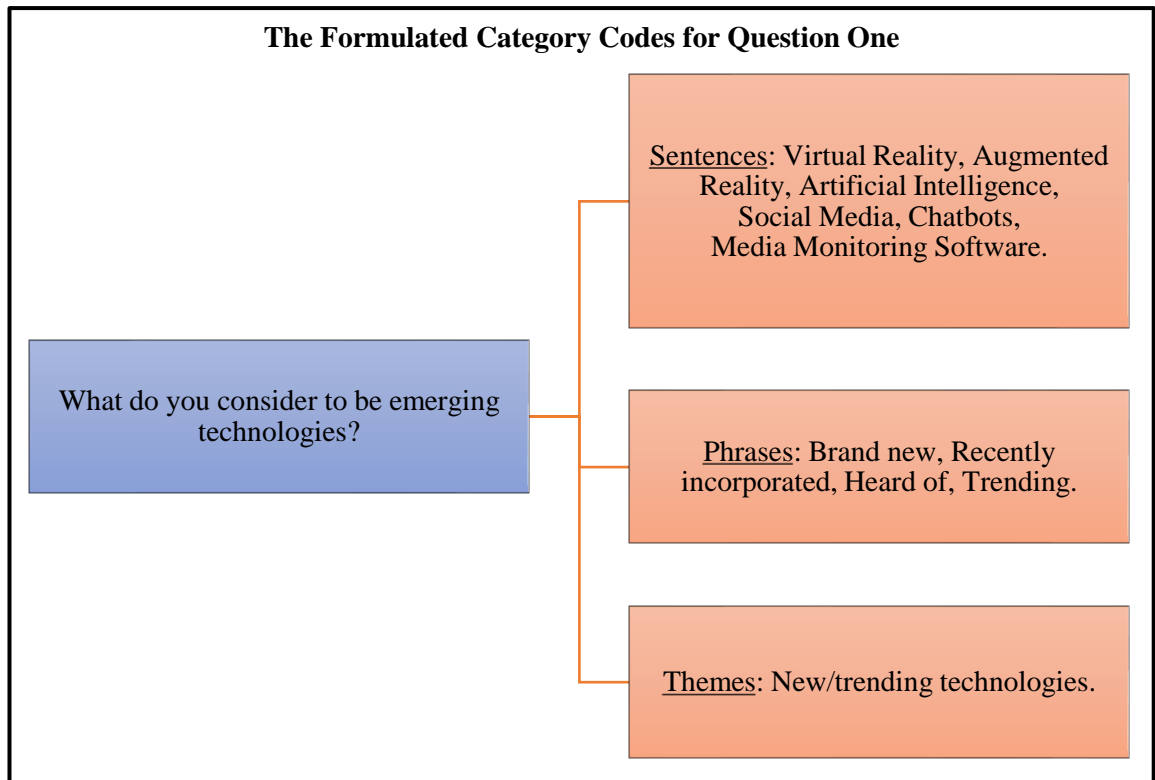 The Formulated Category Codes for Question One
Sentences: Virtual Reality, Augmented
Reality, Artificial Intelligence,
Social Media, Chatbots,
Media Monitoring Software.
What do you consider to be emerging
technologies?
Phrases: Brand new, Recently
incorporated, Heard of, Trending.
Themes: New/trending technologies.